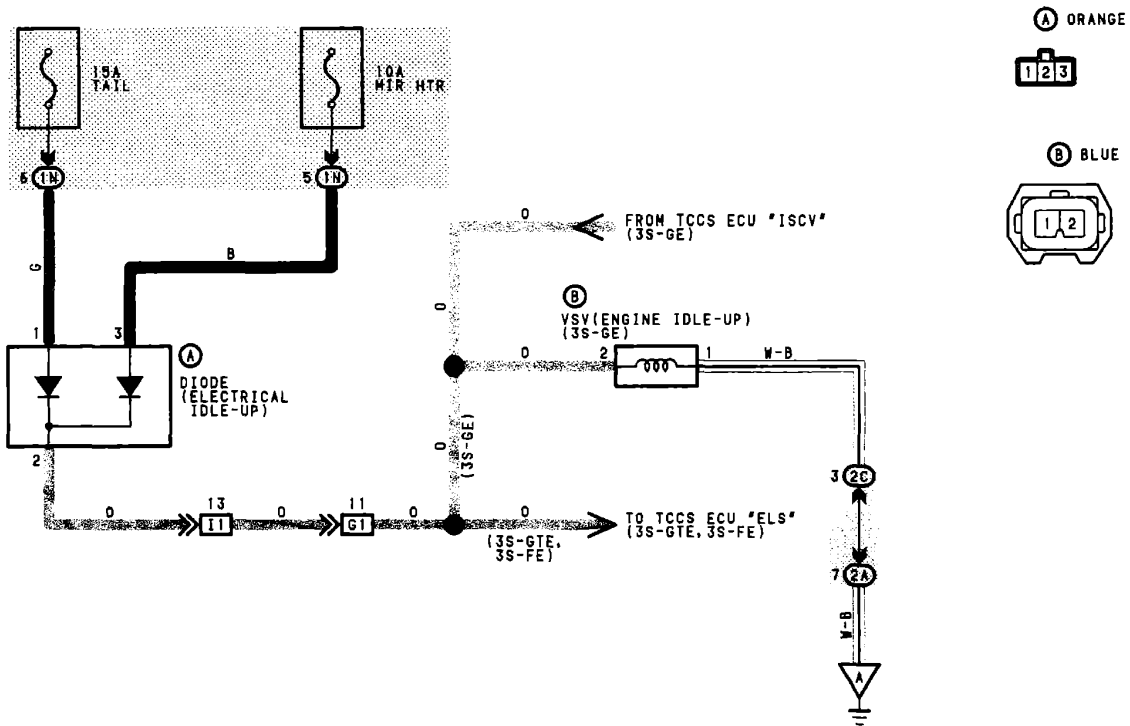 A ORANGE
1 2 3
B BLUE
1 2
15A
TAIL
10A
MIR HTR
6 1N
5 1N
G
B
1
3
A
DIODE
(ELECTRICAL
IDLE-UP)
2
O
FROM TCCS ECU "ISCV"
(3S-GE)
O
B
VSV(ENGINE IDLE-UP)
(3S-GE)
O
2
1
W-B
O
(3S-GE)
3 2C
O
13
I1
O
11
G1
O
O
(3S-GTE,
3S-FE)
TO TCCS ECU "ELS"
(3S-GTE,3S-FE)
7 2A
W-B
A